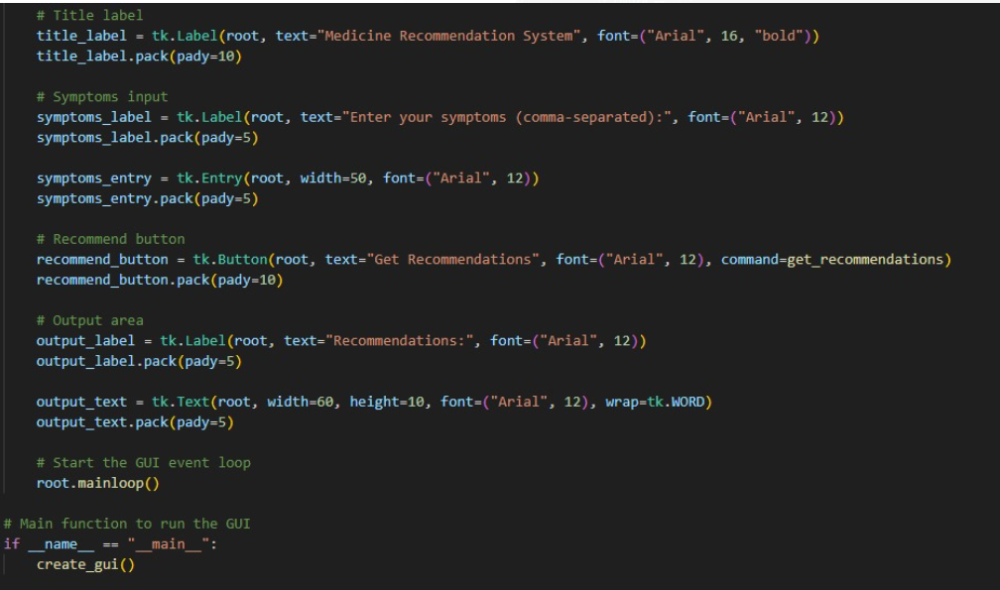 # Title label
title_label = tk.Label(root, text="Medicine Recommendation System", font=("Arial", 16, "bold"))
title_label.pack(pady=10)
# Symptoms input
symptoms_label = tk.Label(root, text="Enter your symptoms (comma-separated):", font=("Arial", 12))
symptoms_label.pack(pady=5)
symptoms_entry = tk.Entry(root, width=50, font=("Arial", 12))
symptoms_entry.pack(pady=5)
# Recommend button
recommend_button = tk.Button(root, text="Get Recommendations", font=("Arial", 12), command=get_recommendations)
recommend_button.pack(pady=10)
# Output area
output_label = tk.Label(root, text="Recommendations:", font=("Arial", 12))
output_label.pack(pady=5)
output_text = tk.Text(root, width=60, height=10, font=("Arial", 12), wrap=tk.WORD)
output_text.pack(pady=5)
# Start the GUI event loop
root.mainloop()
# Main function to run the GUI
if __name__ == "__main__":
create_gui()